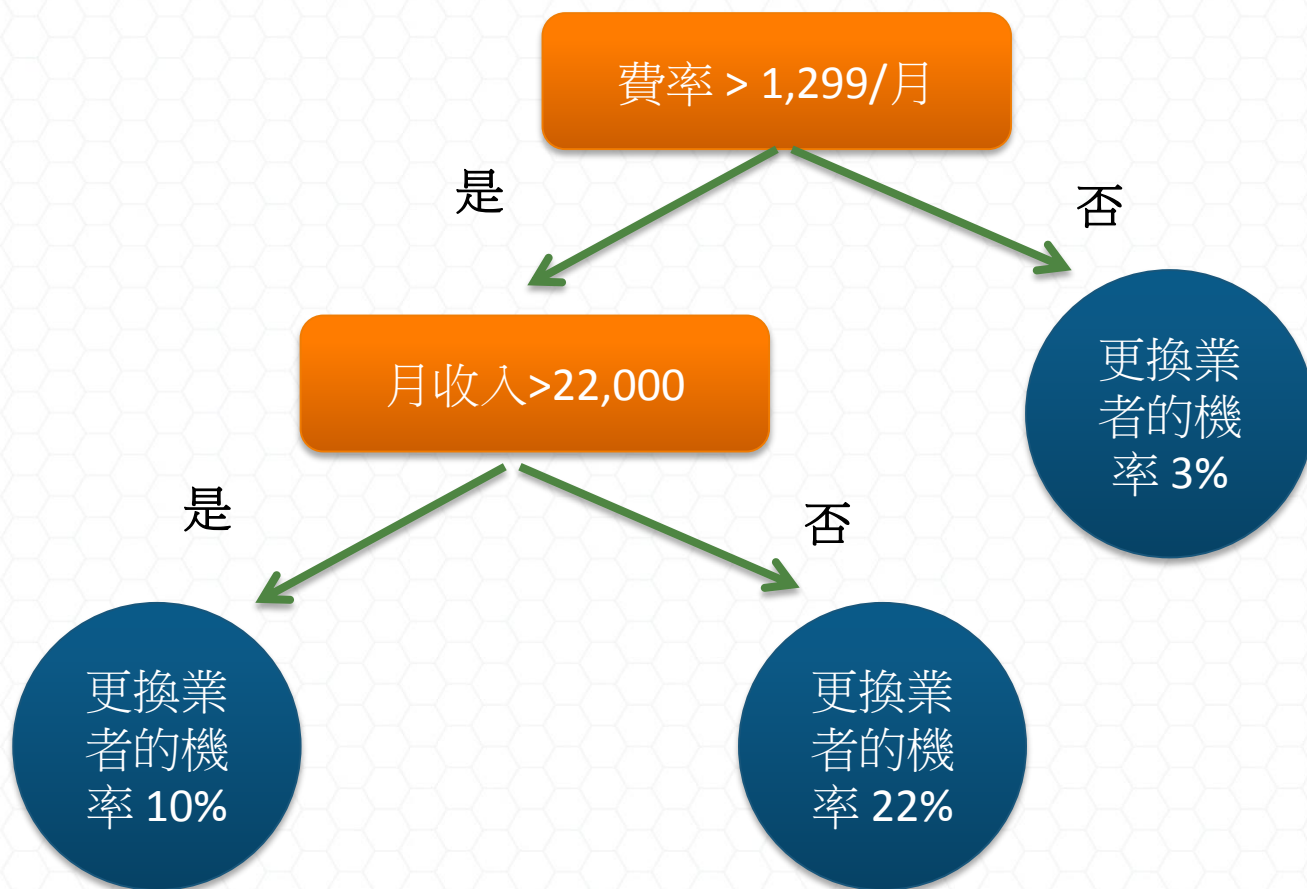 費率 > 1,299/月
是
否
月收入>22,000
更換業
者的機
率 3%
是
否
更換業
者的機
率 10%
更換業
者的機
率 22%